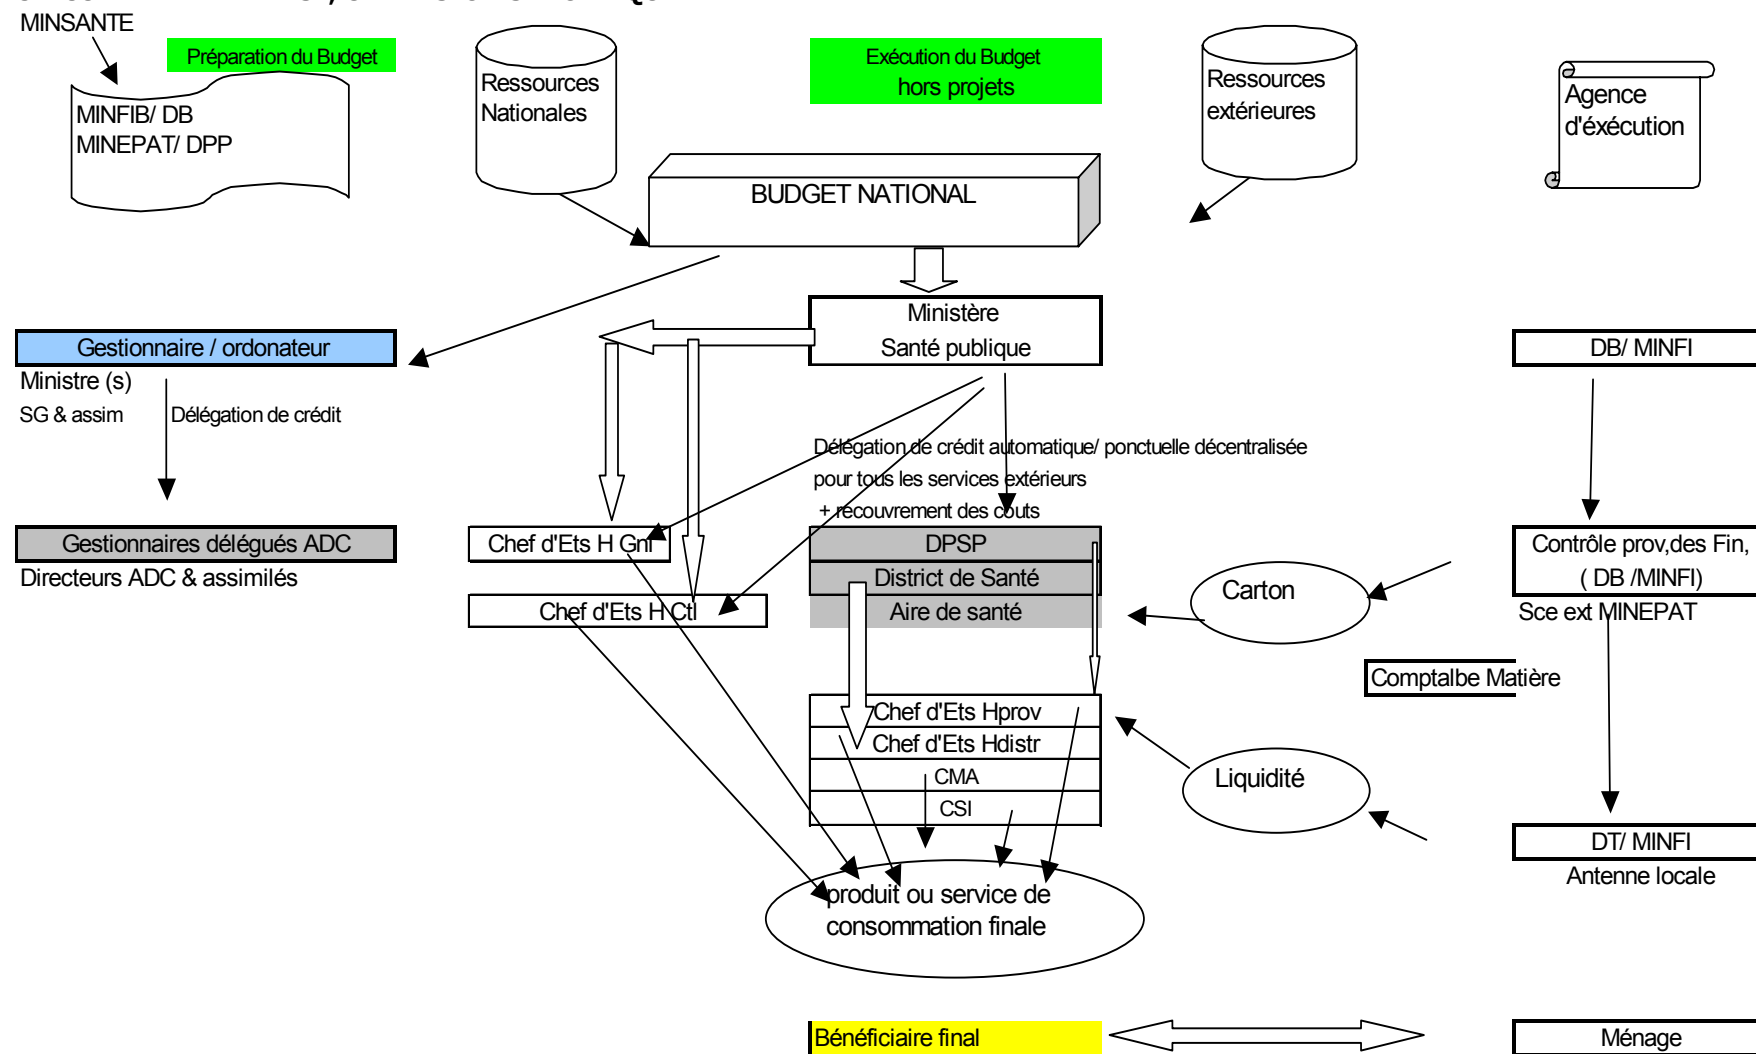 MINSANTE
Préparation du Budget
MINFIB/ DB
MINEPAT/ DPP
Ressources
Nationales
Exécution du Budget
hors projets
Ressources
extérieures
Agence
d'éxécution
BUDGET NATIONAL
Ministère
Santé publique
Gestionnaire / ordonateur
Ministre (s)
SG & assim
Délégation de crédit
DB/ MINFI
Délégation de crédit automatique/ ponctuelle décentralisée
pour tous les services extérieurs
+ recouvrement des couts
Gestionnaires délégués ADC
Directeurs ADC & assimilés
Chef d'Ets H Gnl
Chef d'Ets H Ctl
DPSP
District de Santé
Aire de santé
Carton
Contrôle prov,des Fin,
( DB /MINFI)
Sce ext MINEPAT
Comptalbe Matière
Chef d'Ets Hprov
Chef d'Ets Hdistr
CMA
CSI
Liquidité
DT/ MINFI
Antenne locale
produit ou service de
consommation finale
Bénéficiaire final
Ménage